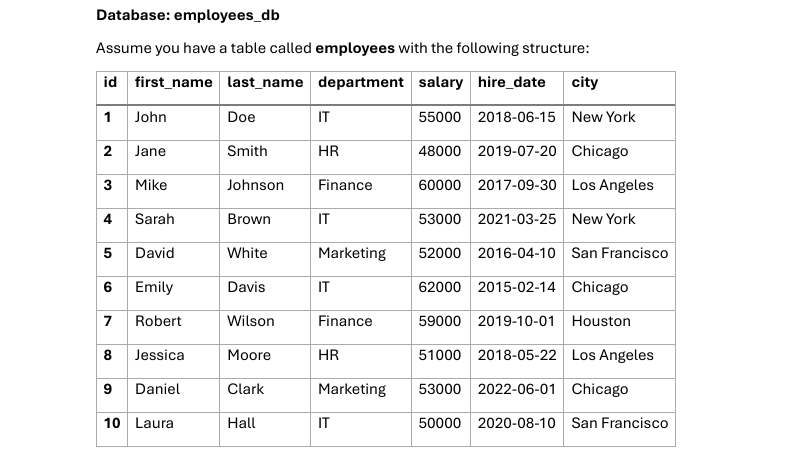 Database: employees_db
Assume you have a table called employees with the following structure:
id first_name last_name department salary hire_date city
1 John Doe IT 55000 2018-06-15 New York
2 Jane Smith HR 48000 2019-07-20 Chicago
3 Mike Johnson Finance 60000 2017-09-30 Los Angeles
4 Sarah Brown IT 53000 2021-03-25 New York
5 David White Marketing 52000 2016-04-10 San Francisco
6 Emily Davis IT 62000 2015-02-14 Chicago
7 Robert Wilson Finance 59000 2019-10-01 Houston
8 Jessica Moore HR 51000 2018-05-22 Los Angeles
9 Daniel Clark Marketing 53000 2022-06-01 Chicago
10 Laura Hall IT 50000 2020-08-10 San Francisco